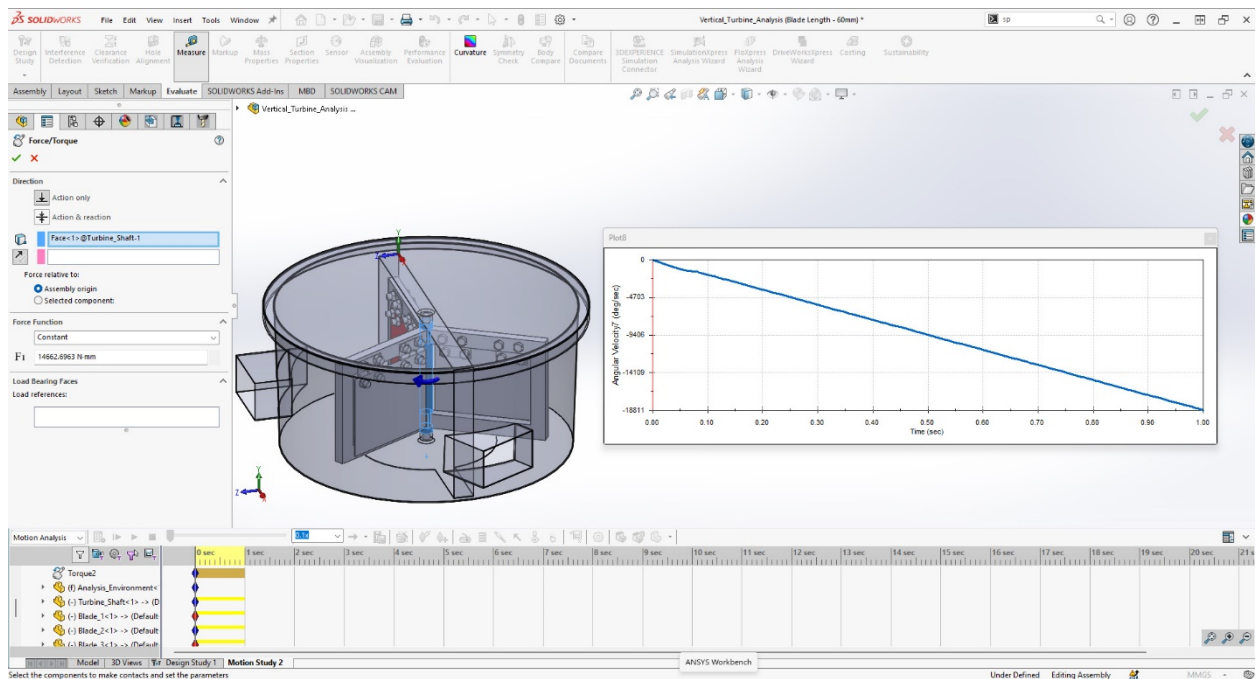 SOLIDWORKS File Edit View Insert Tools Window
Vertical_Turbine_Analysis (Blade Length - 60mm) *
sp
Design Study
Interference Detection
Clearance Verification
Hole Alignment
Measure
Markup
Mass Properties
Section Properties
Sensor
Assembly Visualization
Performance Evaluation
Curvature
Symmetry Check
Body Compare
Compare Documents
3DEXPERIENCE Simulation Connector
SimulationXpress Analysis Wizard
FloXpress Analysis Wizard
DriveWorksXpress Wizard
Costing
Sustainability
Assembly Layout Sketch Markup Evaluate SOLIDWORKS Add-Ins MBD SOLIDWORKS CAM
Vertical_Turbine_Analysis ...
Force/Torque
Direction
Action only
Action & reaction
Face<1>@Turbine_Shaft-1
Force relative to:
Assembly origin
Selected component:
Force Function
Constant
F1 14662.6963 N-mm
Load Bearing Faces
Load references:
Y
Z
Y
Z
X
Plot8
Angular Velocity7 (deg/sec)
0
-4703
-9406
-14109
-18811
0.00 0.10 0.20 0.30 0.40 0.50 0.60 0.70 0.80 0.90 1.00
Time (sec)
Motion Analysis
0.1x
0 sec 1 sec 2 sec 3 sec 4 sec 5 sec 6 sec 7 sec 8 sec 9 sec 10 sec 11 sec 12 sec 13 sec 14 sec 15 sec 16 sec 17 sec 18 sec 19 sec 20 sec 21 s
Torque2
(f) Analysis_Environment<
(-) Turbine_Shaft<1> -> (D
(-) Blade_1<1> -> (Default
(-) Blade_2<1> -> (Default
(-) Blade_3<1> -> (Default
Model 3D Views Design Study 1 Motion Study 2
ANSYS Workbench
Select the components to make contacts and set the parameters
Under Defined Editing Assembly MMGS